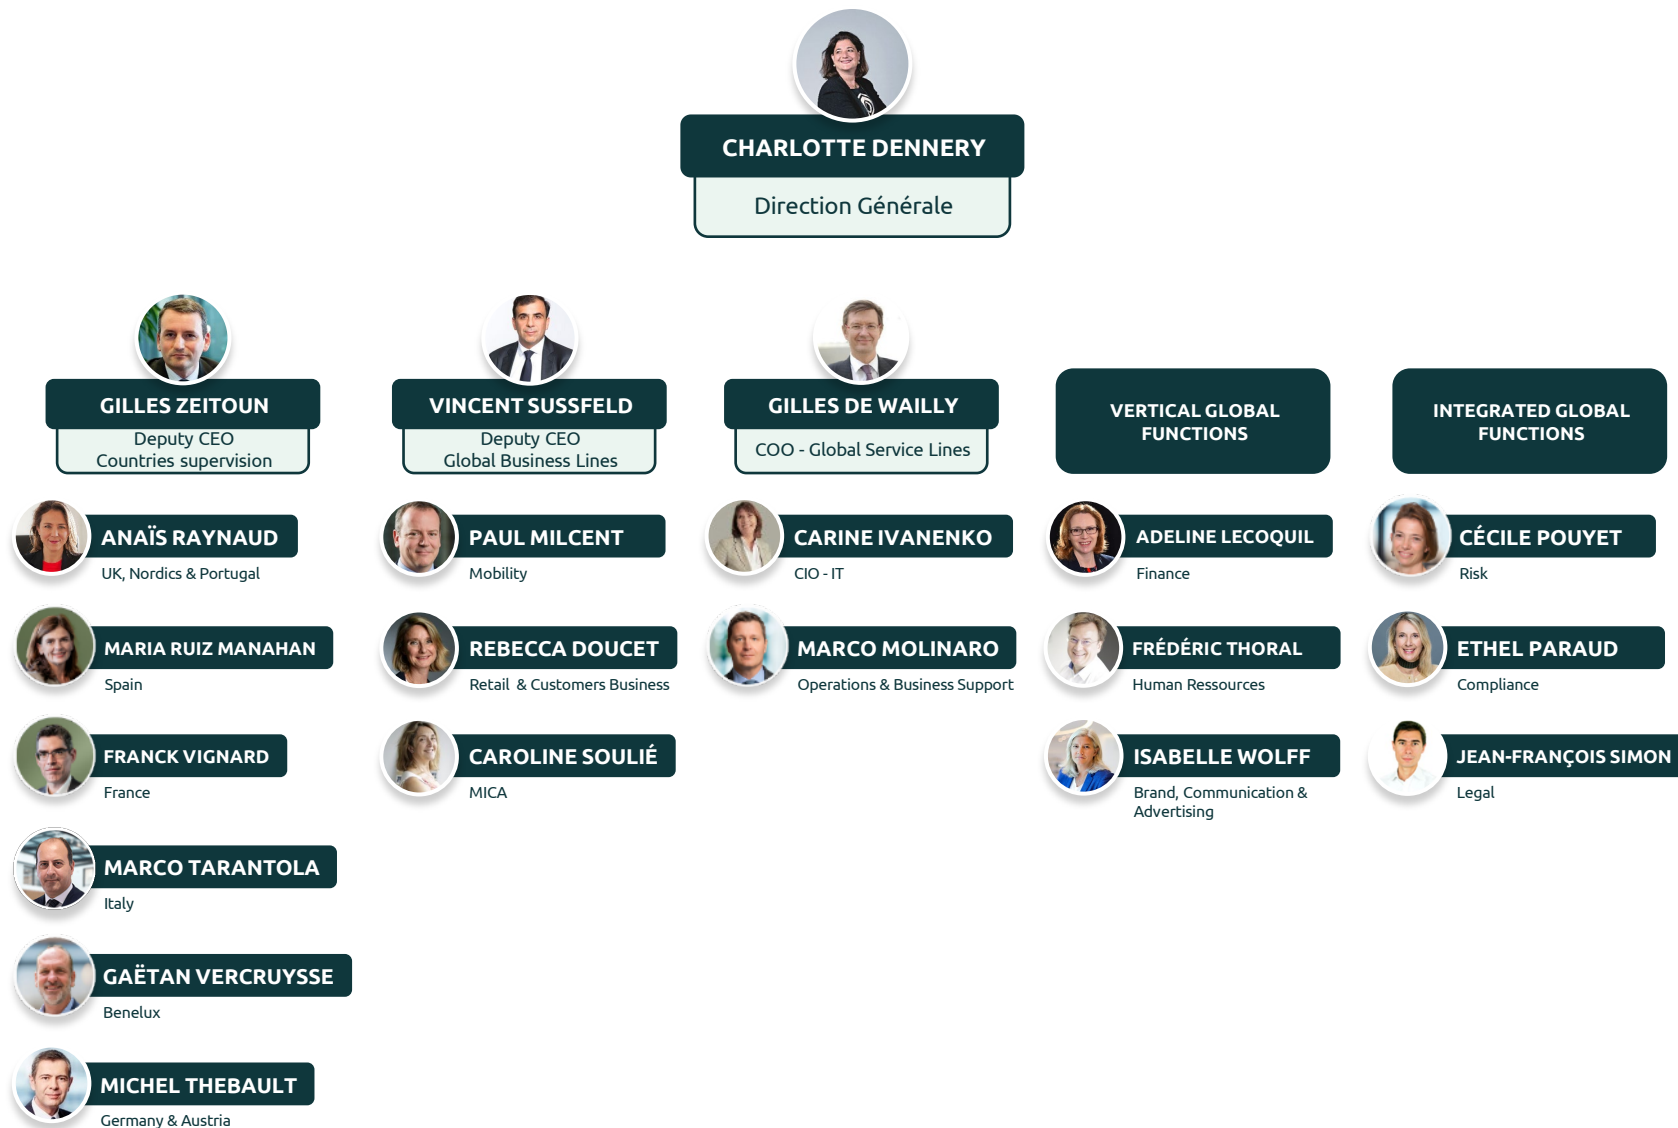 CHARLOTTE DENNERY
Direction Générale
GILLES ZEITOUN
Deputy CEO
Countries supervision
ANAÏS RAYNAUD
UK, Nordics & Portugal
MARIA RUIZ MANAHAN
Spain
FRANCK VIGNARD
France
MARCO TARANTOLA
Italy
GAËTAN VERCRUYSSE
Benelux
MICHEL THEBAULT
Germany & Austria
VINCENT SUSSFELD
Deputy CEO
Global Business Lines
PAUL MILCENT
Mobility
REBECCA DOUCET
Retail & Customers Business
CAROLINE SOULIÉ
MICA
GILLES DE WAILLY
COO - Global Service Lines
CARINE IVANENKO
CIO - IT
MARCO MOLINARO
Operations & Business Support
VERTICAL GLOBAL
FUNCTIONS
ADELINE LECOQUIL
Finance
FRÉDÉRIC THORAL
Human Ressources
ISABELLE WOLFF
Brand, Communication &
Advertising
INTEGRATED GLOBAL
FUNCTIONS
CÉCILE POUYET
Risk
ETHEL PARAUD
Compliance
JEAN-FRANÇOIS SIMON
Legal